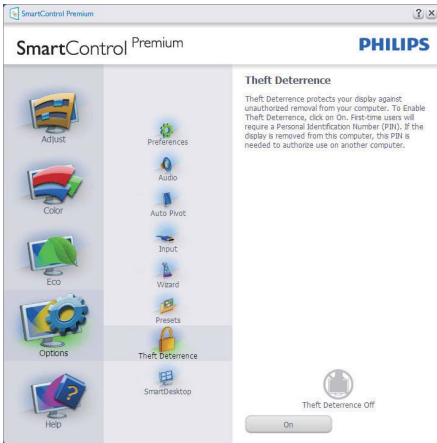 SmartControl Premium
SmartControl Premium
PHILIPS
Adjust
Color
Eco
Options
Help
Preferences
Audio
Auto Pivot
Input
Wizard
Presets
Theft Deterrence
SmartDesktop
Theft Deterrence
Theft Deterrence protects your display against
unauthorized removal from your computer. To Enable
Theft Deterrence, click on On. First-time users will
require a Personal Identification Number (PIN). If the
display is removed from this computer, this PIN is
needed to authorize use on another computer.
Theft Deterrence Off
On